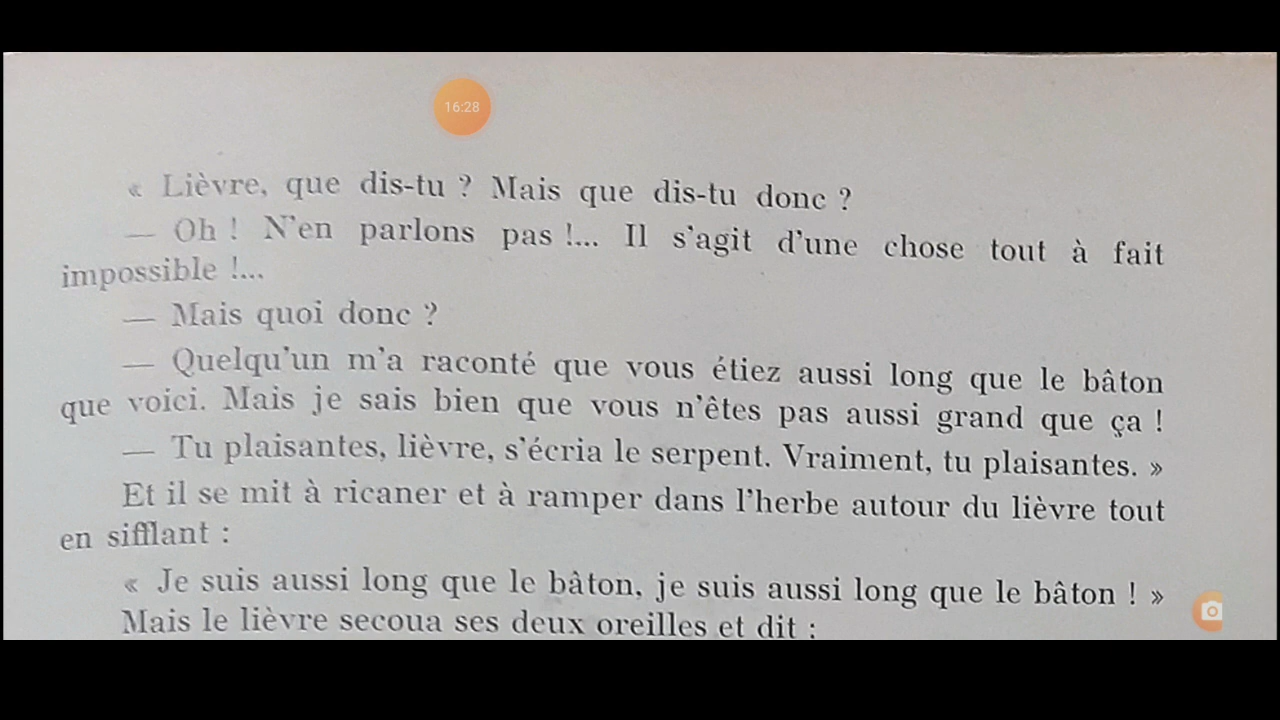 16:28
« Lièvre, que dis-tu ? Mais que dis-tu donc ?
— Oh ! N'en parlons pas !... Il s'agit d'une chose tout à fait
impossible !...
— Mais quoi donc ?
— Quelqu'un m'a raconté que vous étiez aussi long que le bâton
que voici. Mais je sais bien que vous n'êtes pas aussi grand que ça !
— Tu plaisantes, lièvre, s'écria le serpent. Vraiment, tu plaisantes. »
Et il se mit à ricaner et à ramper dans l'herbe autour du lièvre tout
en sifflant :
« Je suis aussi long que le bâton, je suis aussi long que le bâton ! »
Mais le lièvre secoua ses deux oreilles et dit :